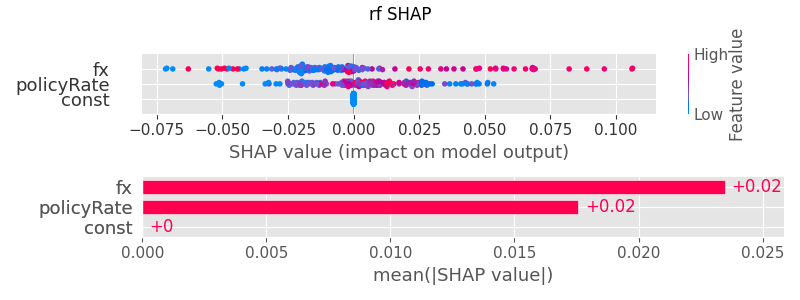 rf SHAP
fx
policyRate
const
High
Low
Feature value
-0.075 -0.050 -0.025 0.000 0.025 0.050 0.075 0.100
SHAP value (impact on model output)
fx +0.02
policyRate +0.02
const +0
0.000 0.005 0.010 0.015 0.020 0.025
mean(|SHAP value|)